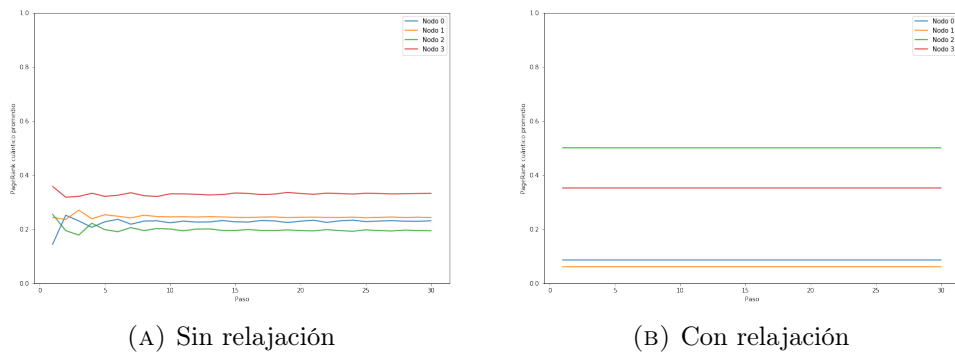 1.0
0.8
0.6
0.4
0.2
0.0
PageRank cuántico promedio
0
5
10
15
20
25
30
Paso
Nodo 0
Nodo 1
Nodo 2
Nodo 3
(A) Sin relajación
1.0
0.8
0.6
0.4
0.2
0.0
PageRank cuántico promedio
0
5
10
15
20
25
30
Paso
Nodo 0
Nodo 1
Nodo 2
Nodo 3
(B) Con relajación